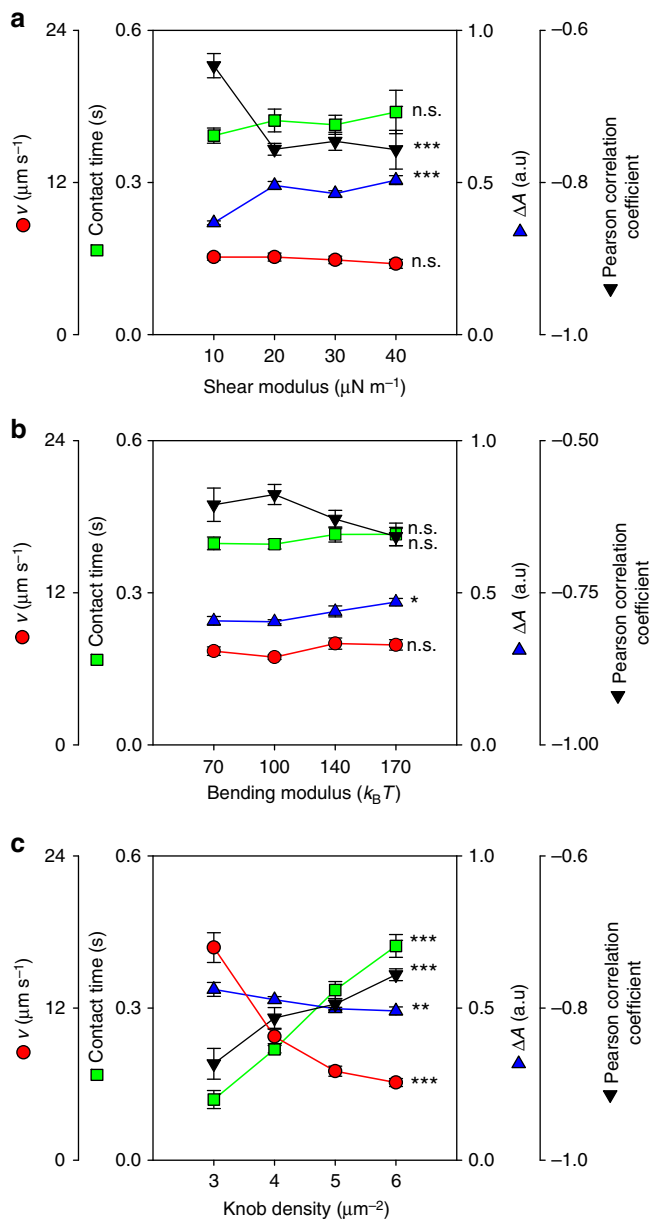 a
24
12
0
v (μm s⁻¹)
0.6
0.3
0.0
Contact time (s)
n.s.
***
***
n.s.
10 20 30 40
Shear modulus (μN m⁻¹)
1.0
0.5
0.0
ΔA (a.u)
−0.6
−0.8
−1.0
Pearson correlation
coefficient
b
24
12
0
v (μm s⁻¹)
0.6
0.3
0.0
Contact time (s)
n.s.
n.s.
*
n.s.
70 100 140 170
Bending modulus (kBT)
1.0
0.5
0.0
ΔA (a.u)
−0.50
−0.75
−1.00
Pearson correlation
coefficient
c
24
12
0
v (μm s⁻¹)
0.6
0.3
0.0
Contact time (s)
***
***
**
***
3 4 5 6
Knob density (μm⁻²)
1.0
0.5
0.0
ΔA (a.u)
−0.6
−0.8
−1.0
Pearson correlation
coefficient